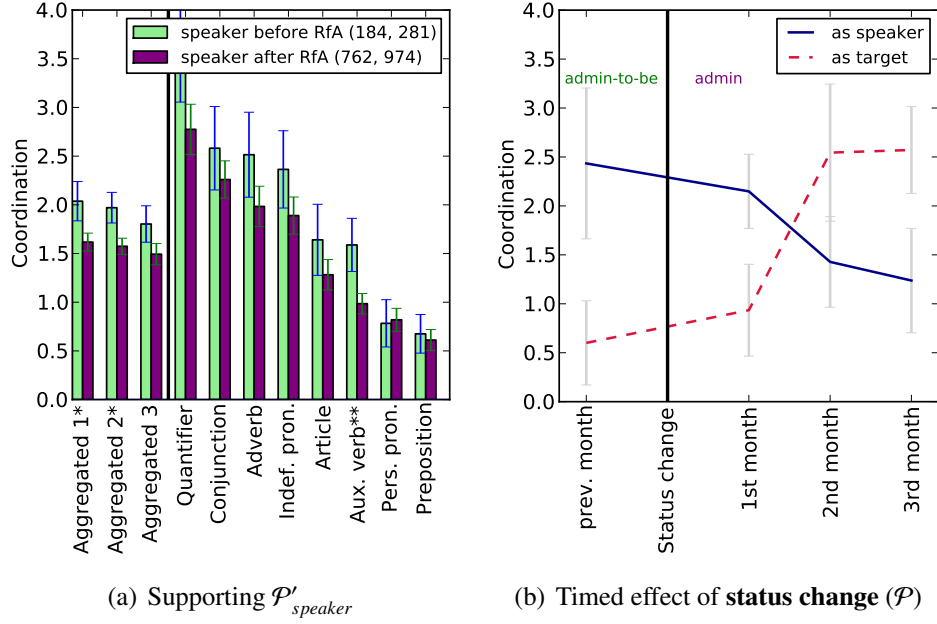 speaker before RfA (184, 281)
speaker after RfA (762, 974)
Coordination
4.0
3.5
3.0
2.5
2.0
1.5
1.0
0.5
0.0
Aggregated 1*
Aggregated 2*
Aggregated 3
Quantifier
Conjunction
Adverb
Indef. pron.
Article
Aux. verb**
Pers. pron.
Preposition
(a) Supporting 𝒫′speaker
as speaker
as target
admin-to-be
admin
Coordination
4.0
3.5
3.0
2.5
2.0
1.5
1.0
0.5
0.0
prev. month
Status change
1st month
2nd month
3rd month
(b) Timed effect of status change (𝒫)